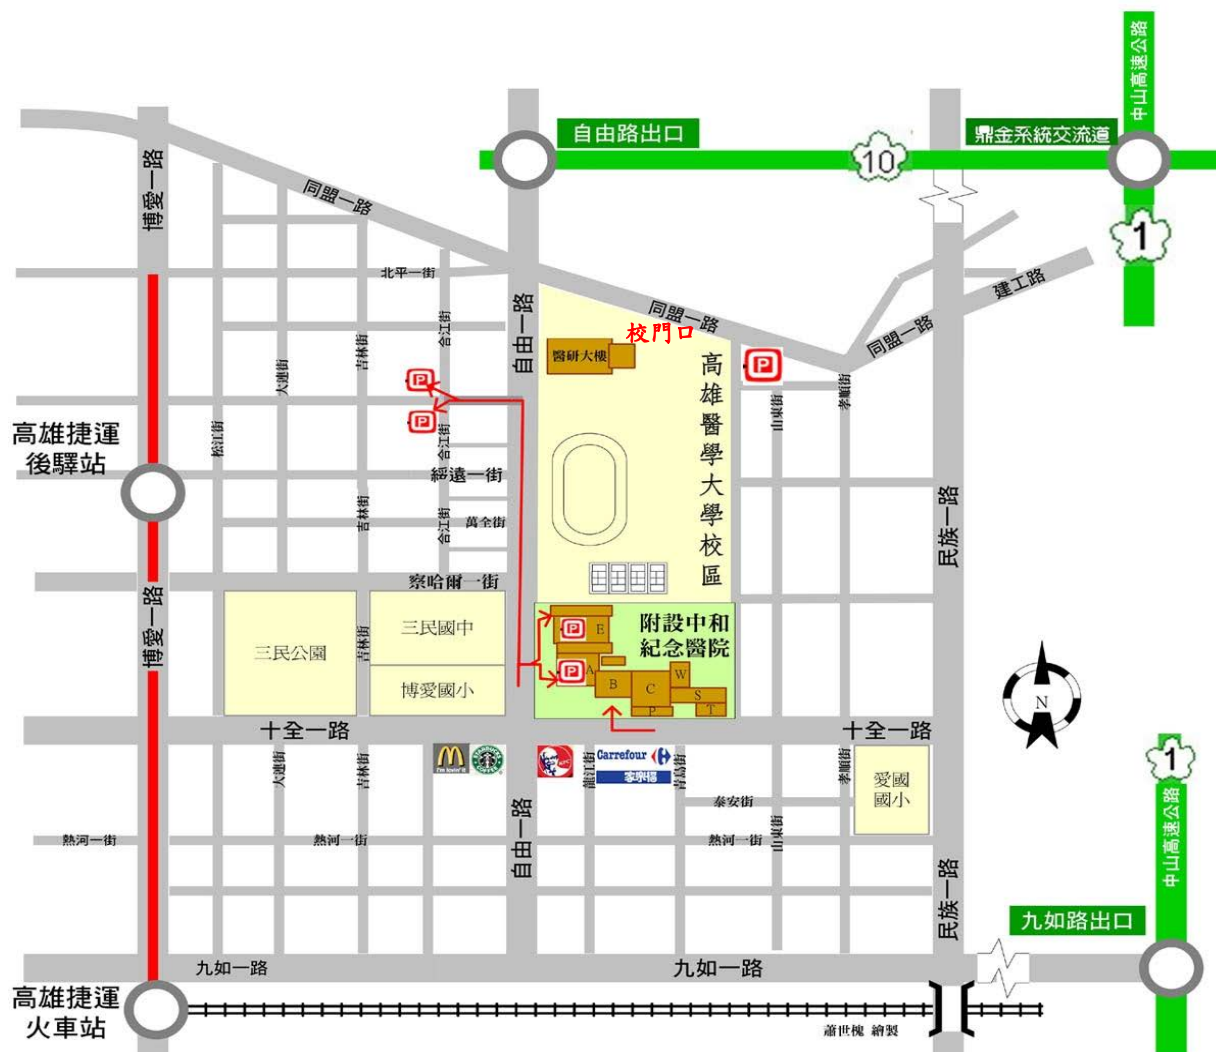 中山高速公路
自由路出口
鼎金系統交流道
10
1
博愛一路
同盟一路
北平一街
自由一路
同盟一路
校門口
醫研大樓
高雄醫學大學校區
P
建工路
同盟一路
合江街
吉林街
大連街
松江街
P
P
合江街
山東街
孝順街
高雄捷運
後驛站
綏遠一街
吉林街
合江街
萬全街
民族一路
察哈爾一街
博愛一路
三民公園
吉林街
三民國中
博愛國小
P
E
P
A
B
C
W
S
P
T
附設中和
紀念醫院
N
十全一路
十全一路
大連街
吉林街
M
i'm lovin' it
STARBUCKS
COFFEE
KFC
龍江街
Carrefour
家樂福
青島街
孝順街
愛國
國小
泰安街
山東街
自由一路
熱河一街
熱河一街
熱河一街
民族一路
1
中山高速公路
九如路出口
九如一路
九如一路
高雄捷運
火車站
蕭世槐 繪製